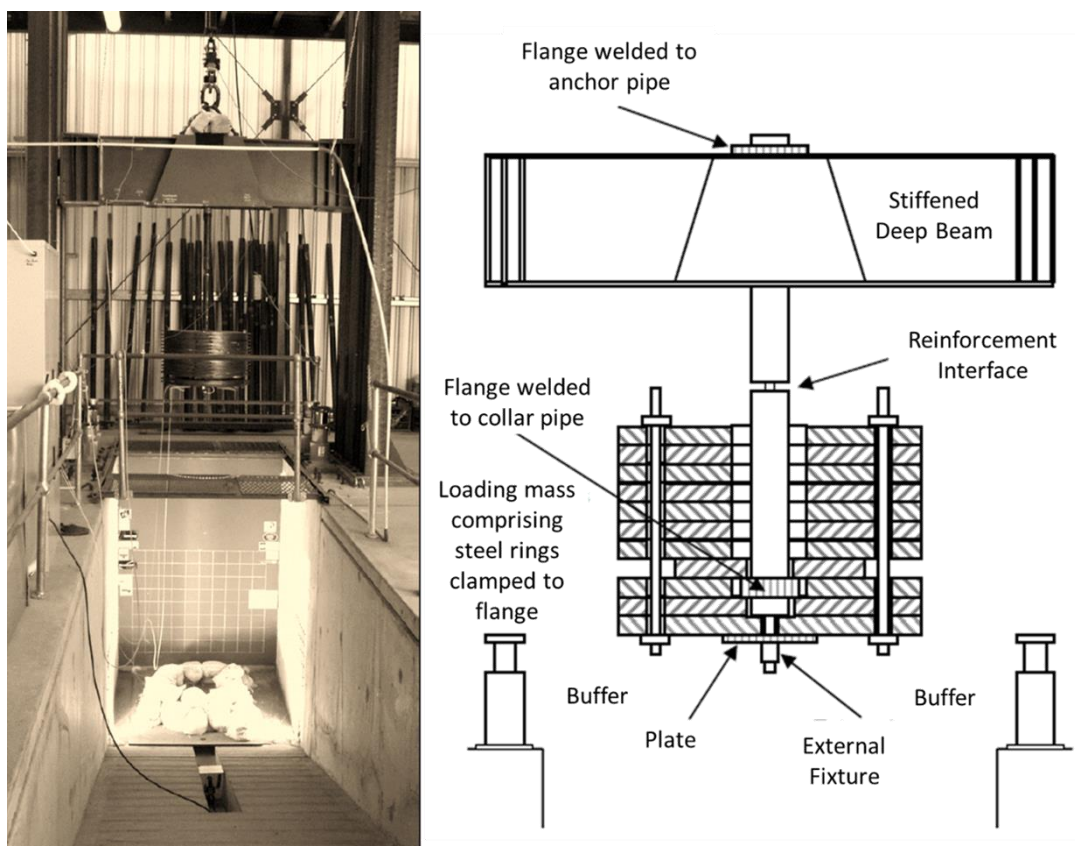 Flange welded to
anchor pipe
Stiffened
Deep Beam
Reinforcement
Interface
Flange welded
to collar pipe
Loading mass
comprising
steel rings
clamped to
flange
Buffer
Buffer
Plate
External
Fixture